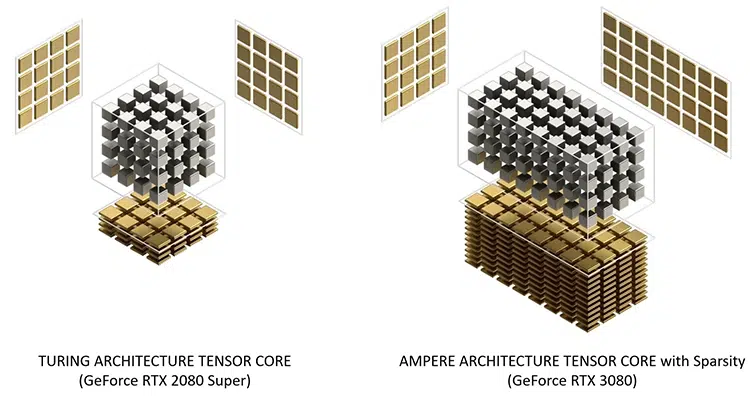 TURING ARCHITECTURE TENSOR CORE
(GeForce RTX 2080 Super)
AMPERE ARCHITECTURE TENSOR CORE with Sparsity
(GeForce RTX 3080)